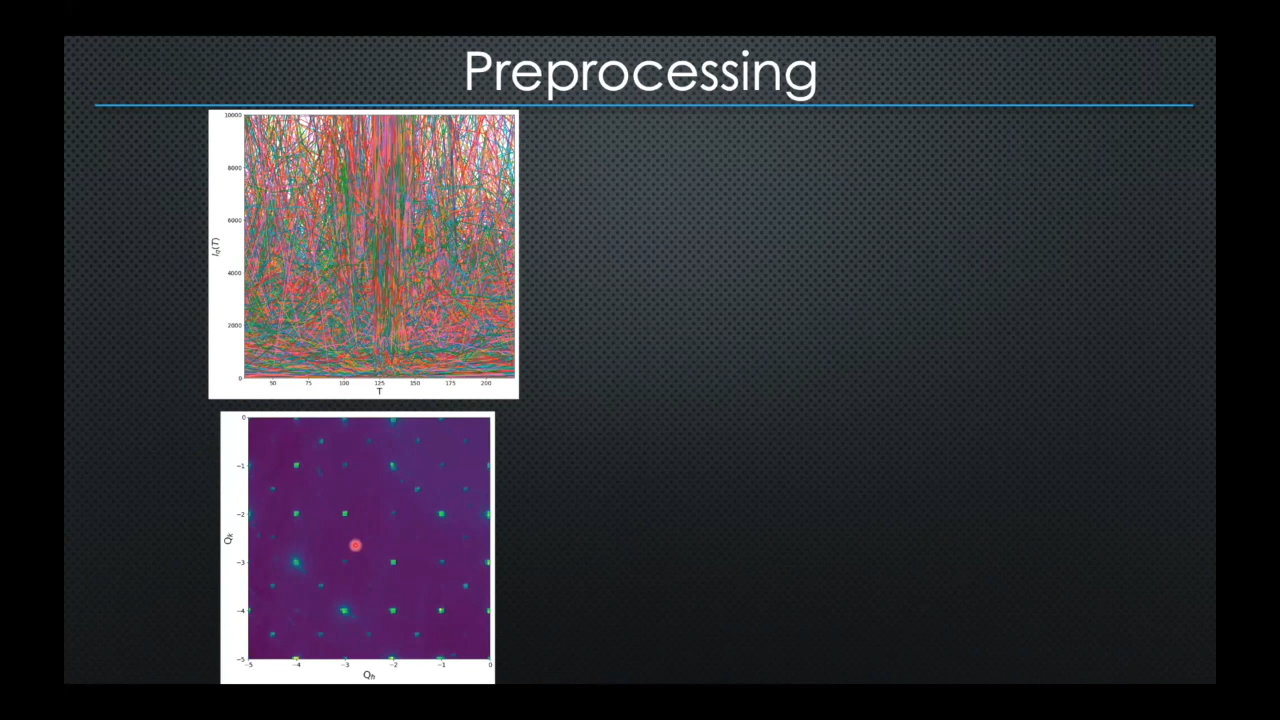 Preprocessing
10000
8000
6000
4000
2000
0
I_q(T)
50 75 100 125 150 175 200
T
0
−1
−2
−3
−4
−5
Q_k
−5 −4 −3 −2 −1 0
Q_h